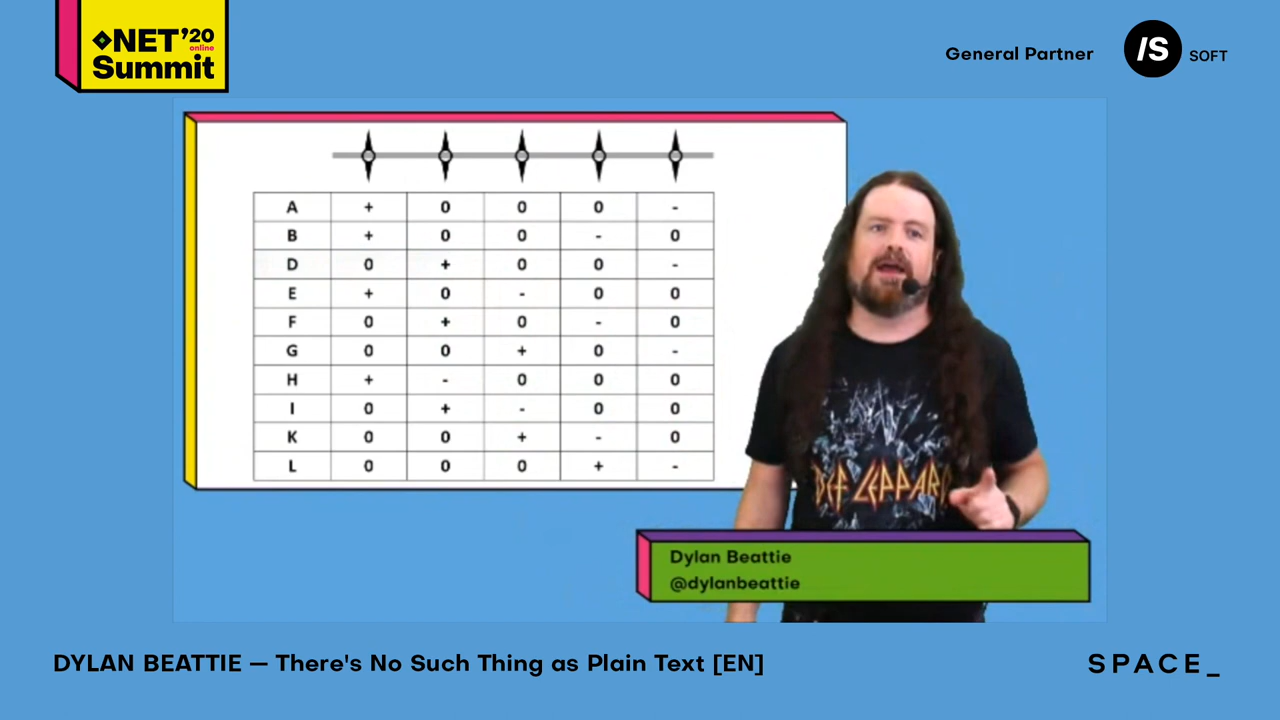 .NET '20
online
Summit
General Partner
/S SOFT
A + 0 0 0 -
B + 0 0 - 0
D 0 + 0 0 -
E + 0 - 0 0
F 0 + 0 - 0
G 0 0 + 0 -
H + - 0 0 0
I 0 + - 0 0
K 0 0 + - 0
L 0 0 0 + -
DEF LEPPARD
Dylan Beattie
@dylanbeattie
DYLAN BEATTIE — There's No Such Thing as Plain Text [EN]
SPACE_